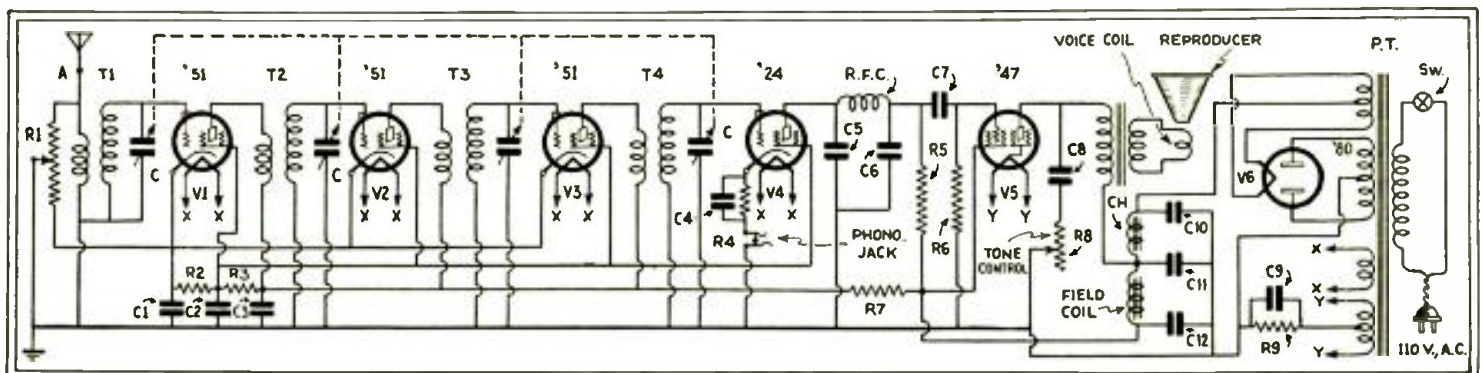 VOICE COIL
REPRODUCER
P.T.
A
T1
'51
T2
'51
T3
'51
T4
'24
R.F.C.
C7
'47
Sw.
R1
C
C
C
C5
C6
R5
C8
'80
V6
V1
V2
V3
C4
V4
V5
CH
C10
X
X
X
X
X
X
X
X
Y
Y
R6
R4
PHONO
JACK
TONE
CONTROL
R8
R2
R3
C11
C9
X
X
Y
C1
C2
C3
R7
FIELD
COIL
C12
R9
Y
110 V., A.C.